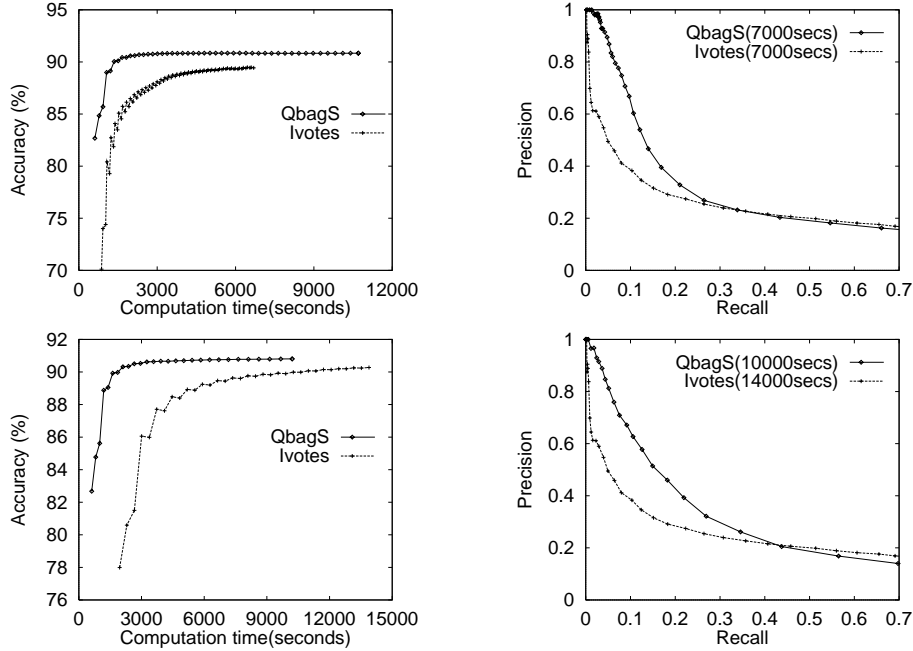 95
90
85
80
75
70
Accuracy (%)
QbagS
Ivotes
0 3000 6000 9000 12000
Computation time(seconds)
1
0.8
0.6
0.4
0.2
0
Precision
QbagS(7000secs)
Ivotes(7000secs)
0 0.1 0.2 0.3 0.4 0.5 0.6 0.7
Recall
92
90
88
86
84
82
80
78
76
Accuracy (%)
QbagS
Ivotes
0 3000 6000 9000 12000 15000
Computation time(seconds)
1
0.8
0.6
0.4
0.2
0
Precision
QbagS(10000secs)
Ivotes(14000secs)
0 0.1 0.2 0.3 0.4 0.5 0.6 0.7
Recall